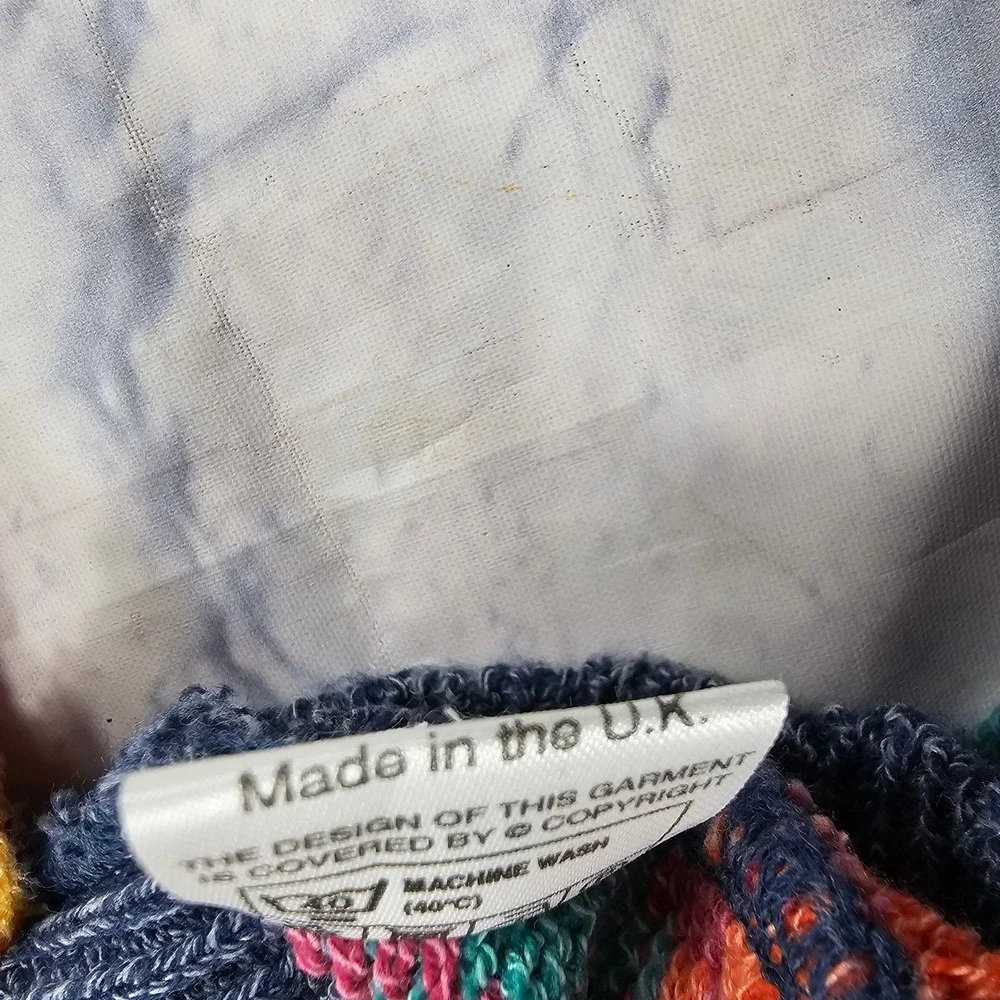 Made in the U.K.
THE DESIGN OF THIS GARMENT
IS COVERED BY © COPYRIGHT
40 MACHINE WASH
(40°C)